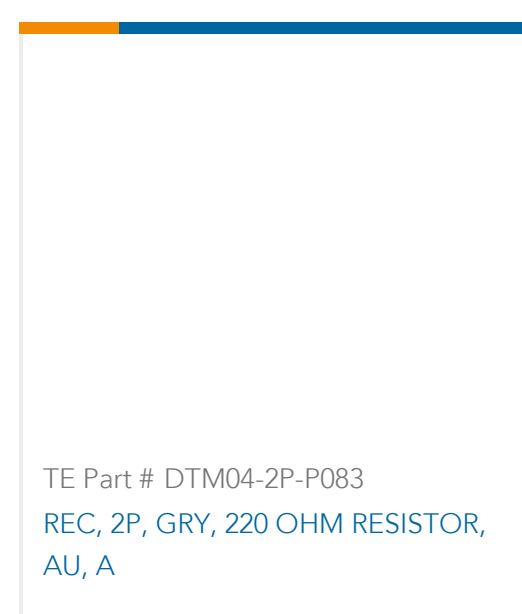 TE Part # DTM04-2P-P083
REC, 2P, GRY, 220 OHM RESISTOR,
AU, A